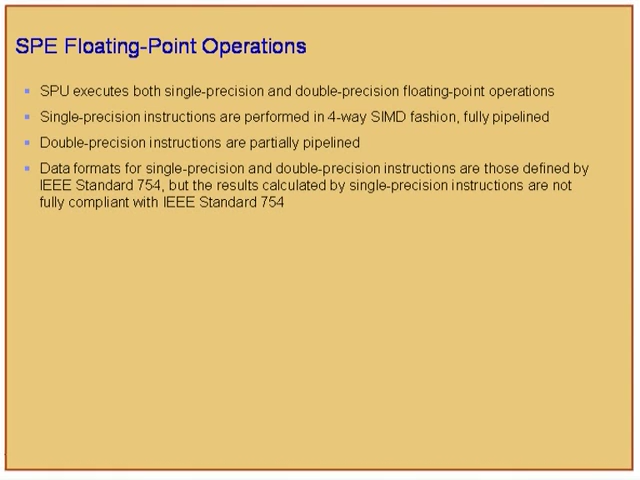 SPE Floating-Point Operations
SPU executes both single-precision and double-precision floating-point operations
Single-precision instructions are performed in 4-way SIMD fashion, fully pipelined
Double-precision instructions are partially pipelined
Data formats for single-precision and double-precision instructions are those defined by
IEEE Standard 754, but the results calculated by single-precision instructions are not
fully compliant with IEEE Standard 754